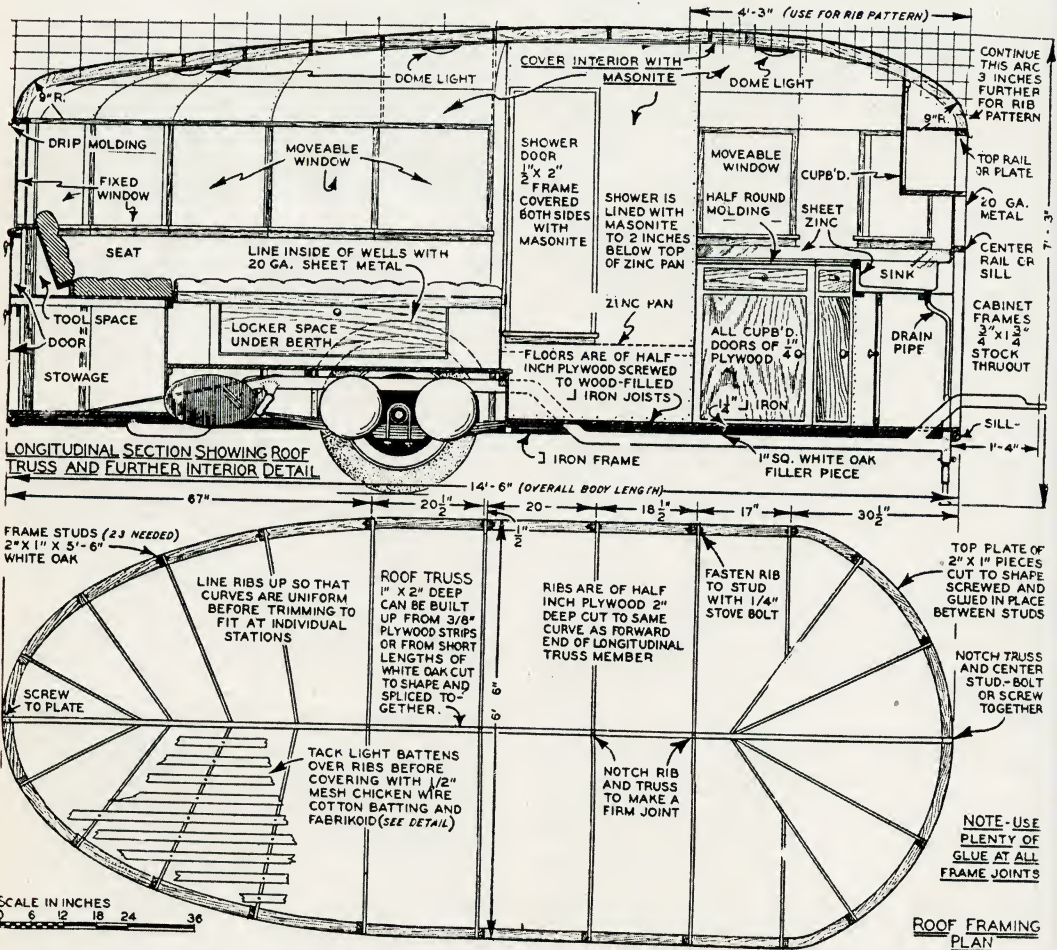 4'-3" (USE FOR RIB PATTERN)
CONTINUE
THIS ARC
3 INCHES
FURTHER
FOR RIB
PATTERN
DOME LIGHT
COVER INTERIOR WITH
MASONITE
DOME LIGHT
9"R.
9"R.
DRIP MOLDING
FIXED
WINDOW
MOVEABLE
WINDOW
SHOWER
DOOR
1/2" X 2"
FRAME
COVERED
BOTH SIDES
WITH
MASONITE
SHOWER IS
LINED WITH
MASONITE
TO 2 INCHES
BELOW TOP
OF ZINC PAN
MOVEABLE
WINDOW
HALF ROUND
MOLDING
CUPB'D.
SHEET
ZINC
TOP RAIL
OR PLATE
20 GA.
METAL
7'-3"
CENTER
RAIL OR
SILL
SEAT
LINE INSIDE OF WELLS WITH
20 GA. SHEET METAL
SINK
TOOL SPACE
DOOR
STOWAGE
LOCKER SPACE
UNDER BERTH
ZINC PAN
FLOORS ARE OF HALF
INCH PLYWOOD SCREWED
TO WOOD-FILLED
IRON JOISTS
ALL CUPB'D.
DOORS OF 1/4"
PLYWOOD
1 1/4" IRON
DRAIN
PIPE
CABINET
FRAMES
3/4" X 1 3/4"
STOCK
THRUOUT
SILL
1'-4"
LONGITUDINAL SECTION SHOWING ROOF
TRUSS AND FURTHER INTERIOR DETAIL
IRON FRAME
1" SQ. WHITE OAK
FILLER PIECE
14'-6" (OVERALL BODY LENGTH)
67"
20 1/2"
1/2"
20
18 1/2"
17"
30 1/2"
FRAME STUDS (23 NEEDED)
2" X 1" X 5'-6"
WHITE OAK
LINE RIBS UP SO THAT
CURVES ARE UNIFORM
BEFORE TRIMMING TO
FIT AT INDIVIDUAL
STATIONS
ROOF TRUSS
1" X 2" DEEP
CAN BE BUILT
UP FROM 3/8"
PLYWOOD STRIPS
OR FROM SHORT
LENGTHS OF
WHITE OAK CUT
TO SHAPE AND
SPLICED TO-
GETHER.
6'6"
RIBS ARE OF HALF
INCH PLYWOOD 2"
DEEP CUT TO SAME
CURVE AS FORWARD
END OF LONGITUDINAL
TRUSS MEMBER
FASTEN RIB
TO STUD
WITH 1/4"
STOVE BOLT
TOP PLATE OF
2" X 1" PIECES
CUT TO SHAPE
SCREWED AND
GLUED IN PLACE
BETWEEN STUDS
SCREW
TO PLATE
NOTCH TRUSS
AND CENTER
STUD.-BOLT
OR SCREW
TOGETHER
TACK LIGHT BATTENS
OVER RIBS BEFORE
COVERING WITH 1/2"
MESH CHICKEN WIRE
COTTON BATTING AND
FABRIKOID (SEE DETAIL)
NOTCH RIB
AND TRUSS
TO MAKE A
FIRM JOINT
NOTE-USE
PLENTY OF
GLUE AT ALL
FRAME JOINTS
SCALE IN INCHES
0 6 12 18 24 36
ROOF FRAMING
PLAN